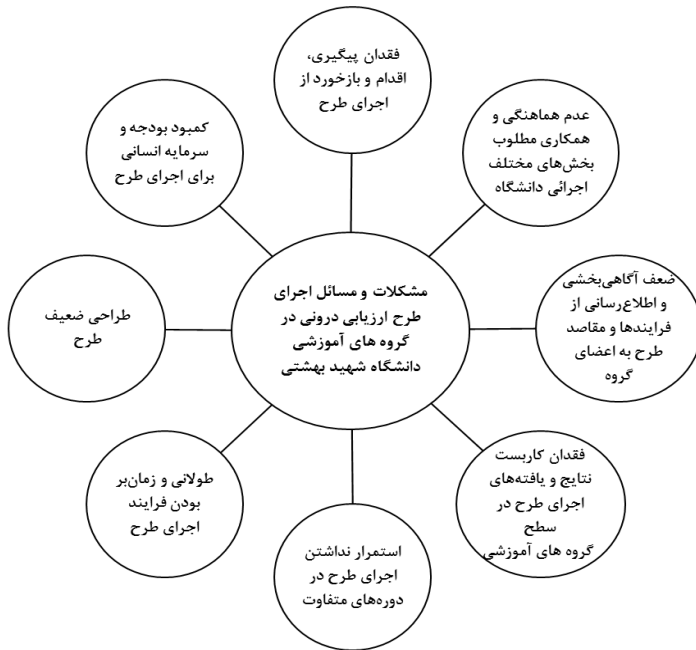 فقدان پیگیری،
اقدام و بازخورد از
اجرای طرح
عدم هماهنگی و
همکاری مطلوب
بخش‌های مختلف
اجرائی دانشگاه
ضعف آگاهی‌بخشی
و اطلاع‌رسانی از
فرایندها و مقاصد
طرح به اعضای
گروه
فقدان کاربست
نتایج و یافته‌های
اجرای طرح در
سطح
گروه های آموزشی
استمرار نداشتن
اجرای طرح در
دوره‌های متفاوت
طولانی و زمان‌بر
بودن فرایند
اجرای طرح
طراحی ضعیف
طرح
کمبود بودجه و
سرمایه انسانی
برای اجرای طرح
مشکلات و مسائل اجرای
طرح ارزیابی درونی در
گروه های آموزشی
دانشگاه شهید بهشتی